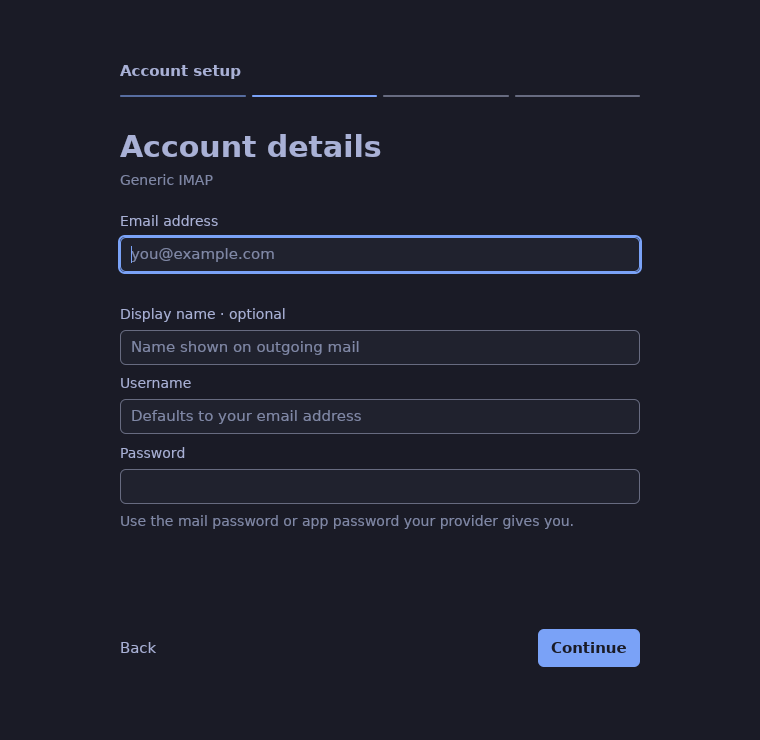 Account setup
Account details
Generic IMAP
Email address
you@example.com
Display name · optional
Name shown on outgoing mail
Username
Defaults to your email address
Password
Use the mail password or app password your provider gives you.
Back
Continue